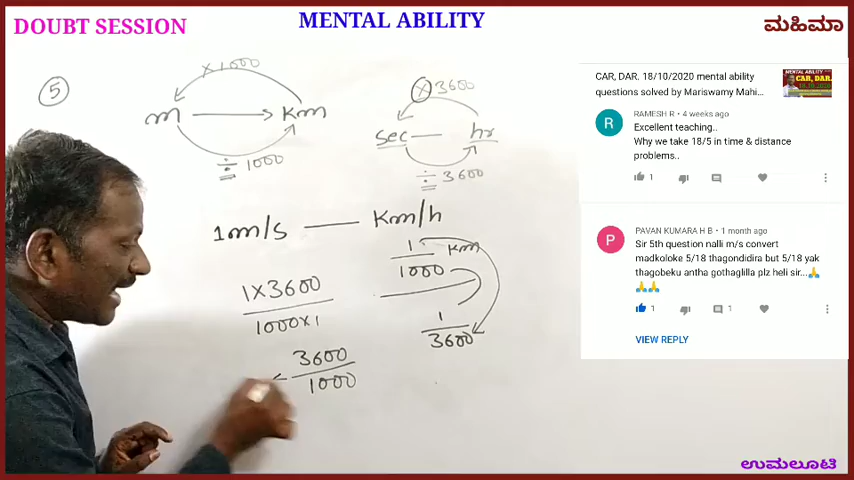 DOUBT SESSION
MENTAL ABILITY
ಮಹಿಮಾ
5
×1000
m → km
÷ 1000
× 3600
sec — hr
÷ 3600
1m/s — Km/h
1 km
1000
1
3600
1×3600
1000×1
3600
1000
CAR, DAR. 18/10/2020 mental ability
questions solved by Mariswamy Mahi...
MENTAL ABILITY
CAR, DAR.
R
RAMESH R • 4 weeks ago
Excellent teaching..
Why we take 18/5 in time & distance
problems..
1
P
PAVAN KUMARA H B • 1 month ago
Sir 5th question nalli m/s convert
madkoloke 5/18 thagondidira but 5/18 yak
thagobeku antha gothaglilla plz heli sir...🙏
🙏🙏
1
1
VIEW REPLY
ಉಮಲೂಟಿ